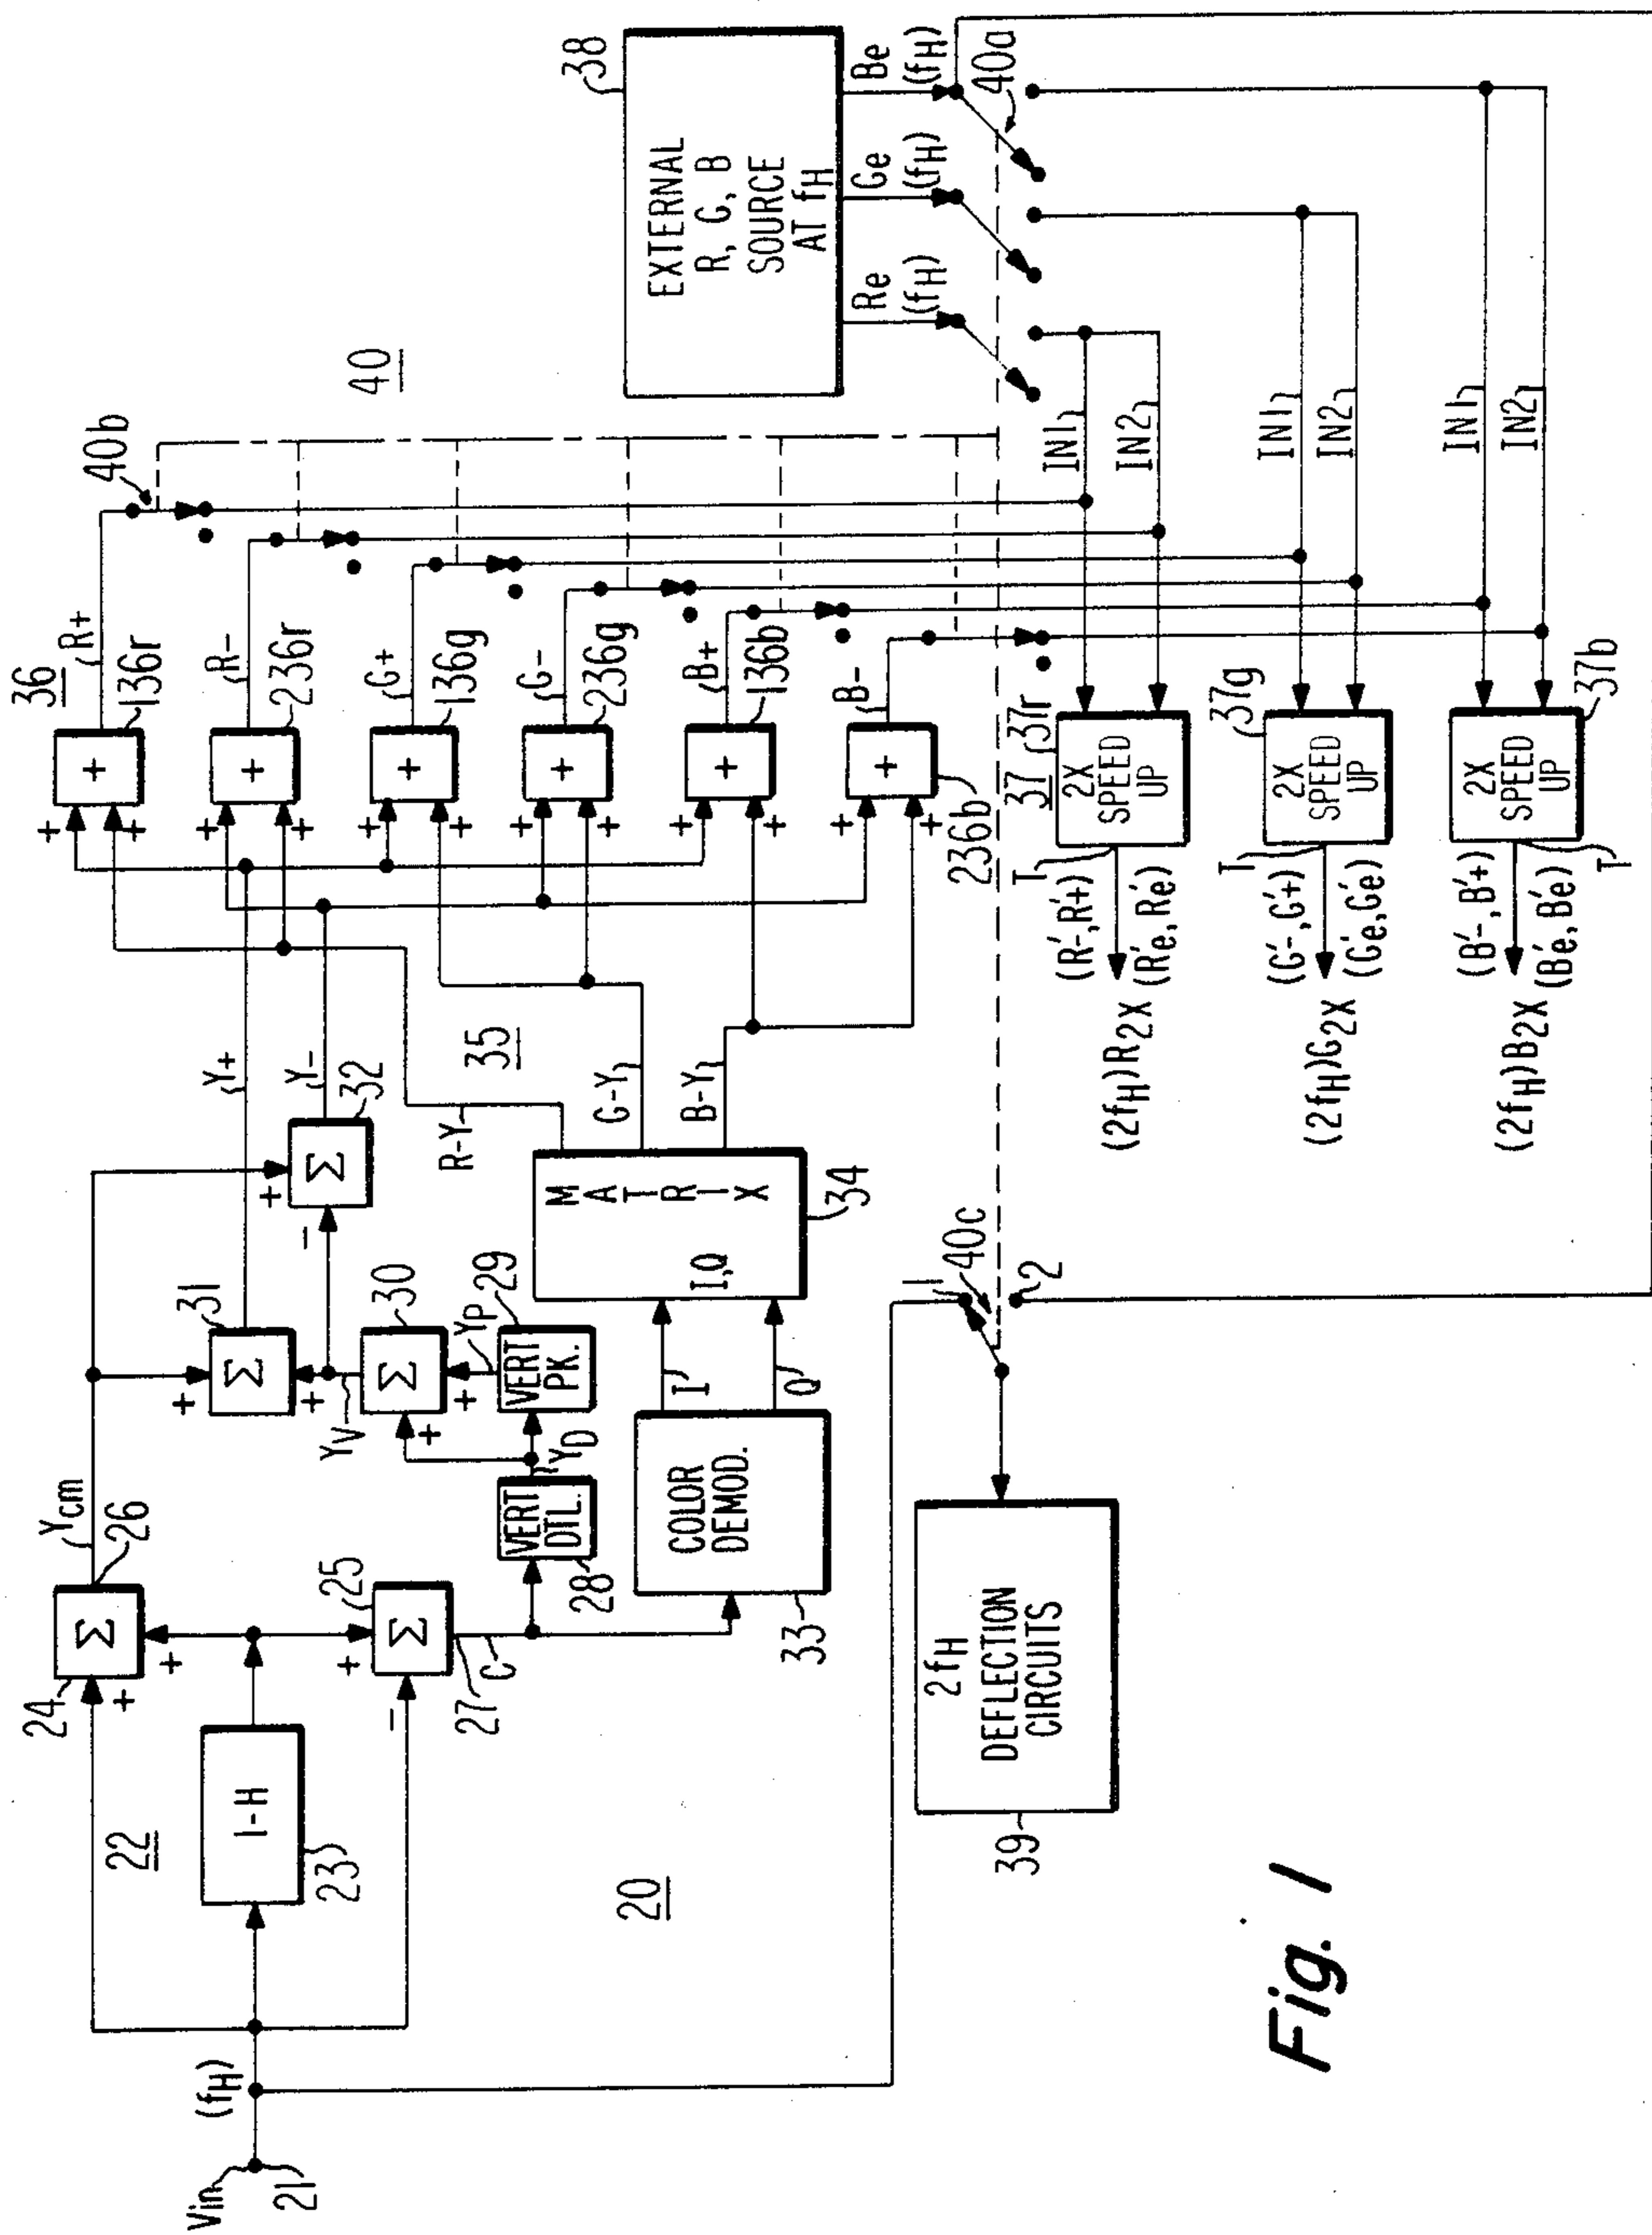 Vin
21
(fH)
20
22
1-H
23
24
Σ
+
+
26
Ycm
Σ
25
+
−
27
C
VERT
DTL.
28
YD
VERT
PK.
29
YP
Σ
30
+
+
YV
Σ
31
+
+
Σ
32
+
−
Y+
Y-
COLOR
DEMOD.
33
I
Q
I,Q
MATRIX
34
R-Y
G-Y
B-Y
35
36
+
+
+
136r
R+
+
+
+
236r
R-
+
+
+
136g
G+
+
+
+
236g
G-
+
+
+
136b
B+
+
+
+
236b
B-
40b
40
EXTERNAL
R, G, B
SOURCE
AT fH
38
Re
(fH)
Ge
(fH)
Be
(fH)
40a
IN1
IN2
IN1
IN2
IN1
IN2
37
37r
2X
SPEED
UP
T
37g
2X
SPEED
UP
T
37b
2X
SPEED
UP
T
(R'-,R'+)
(2fH)R2X
(R'e,R'e)
(G'-,G'+)
(2fH)G2X
(G'e,G'e)
(B'-,B'+)
(2fH)B2X
(B'e,B'e)
1
40c
2
2fH
DEFLECTION
CIRCUITS
39
Fig. 1